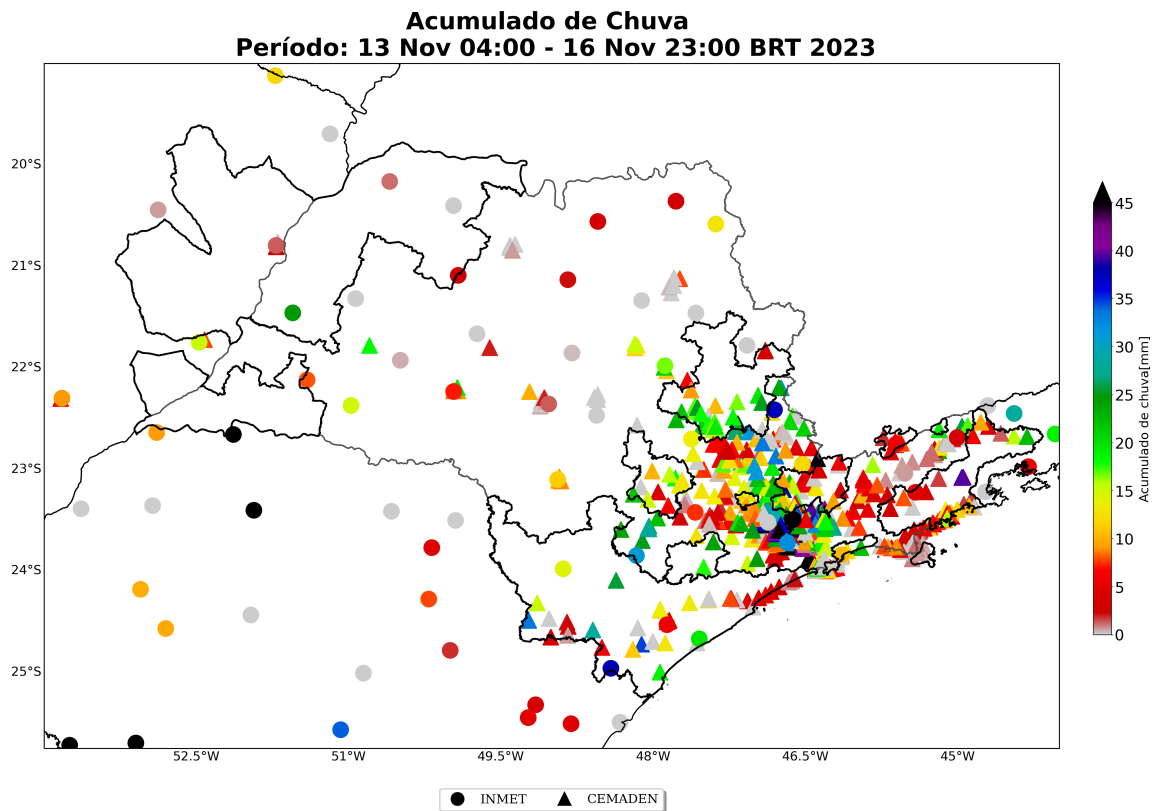 Acumulado de Chuva
Período: 13 Nov 04:00 - 16 Nov 23:00 BRT 2023
20°S
21°S
22°S
23°S
24°S
25°S
52.5°W
51°W
49.5°W
48°W
46.5°W
45°W
45
40
35
30
25
20
15
10
5
0
Acumulado de chuva[mm]
INMET
CEMADEN